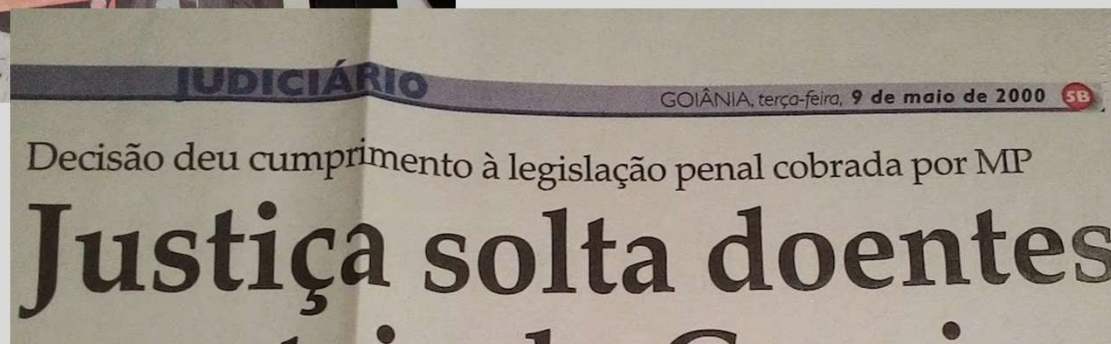 JUDICIÁRIO
GOIÂNIA, terça-feira, 9 de maio de 2000 5B
Decisão deu cumprimento à legislação penal cobrada por MP
Justiça solta doentes